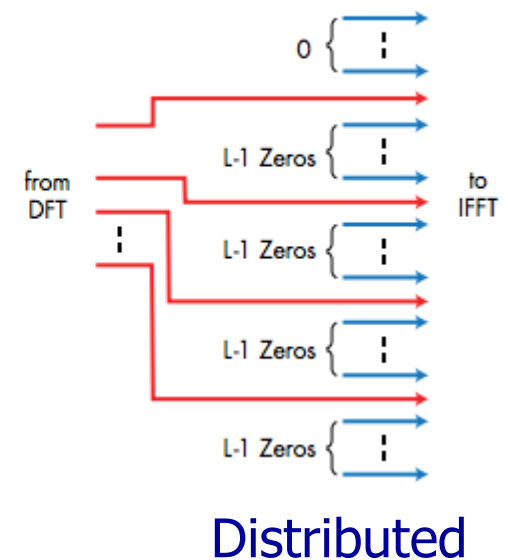 0
L-1 Zeros
from
DFT
to
IFFT
L-1 Zeros
L-1 Zeros
L-1 Zeros
Distributed